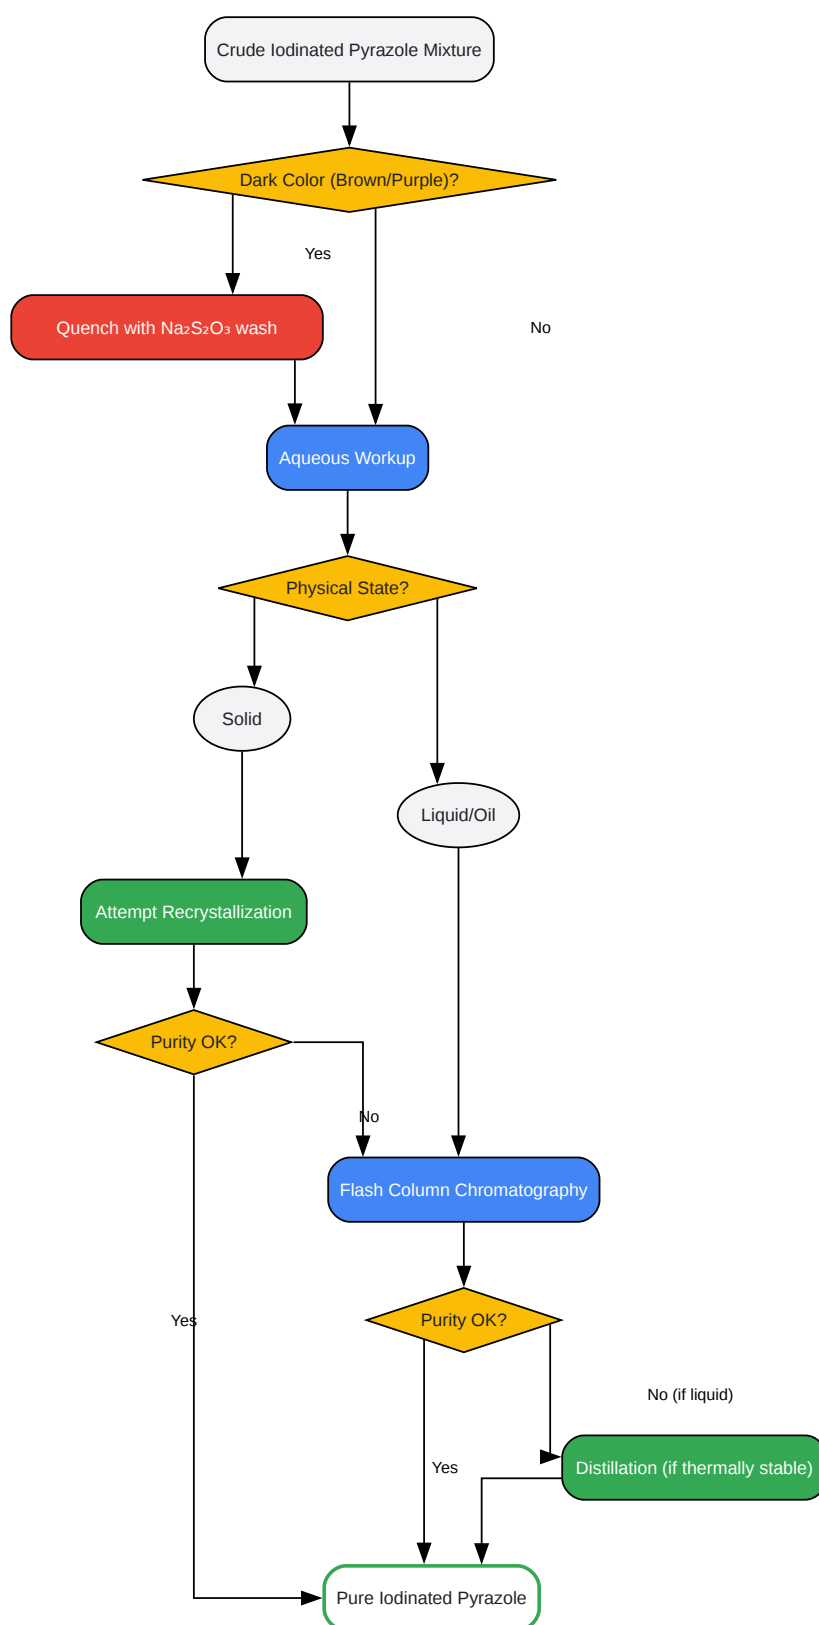 Crude Iodinated Pyrazole Mixture
Dark Color (Brown/Purple)?
Yes
Quench with Na₂S₂O₃ wash
No
Aqueous Workup
Physical State?
Solid
Liquid/Oil
Attempt Recrystallization
Purity OK?
No
Flash Column Chromatography
Yes
Purity OK?
No (if liquid)
Yes
Distillation (if thermally stable)
Pure Iodinated Pyrazole